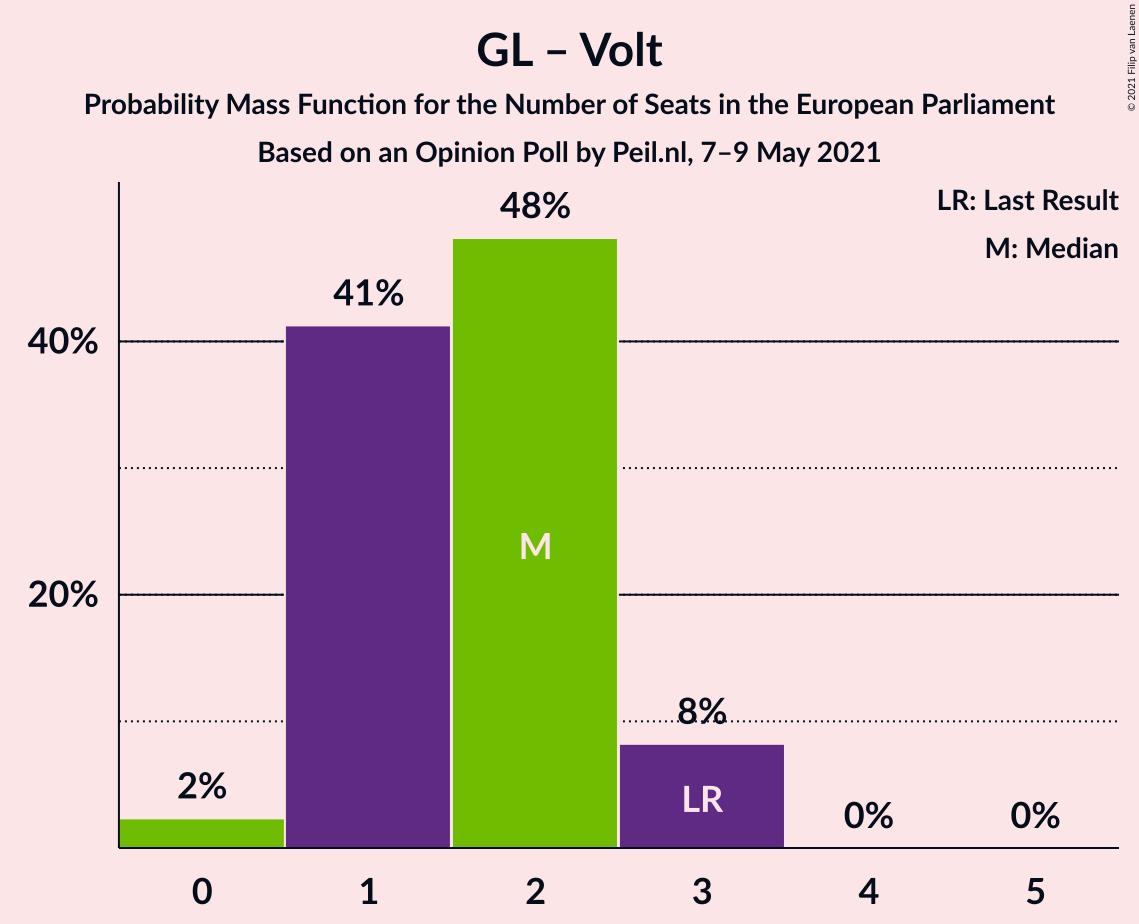 GL – Volt
Probability Mass Function for the Number of Seats in the European Parliament
Based on an Opinion Poll by Peil.nl, 7–9 May 2021
© 2021 Filip van Laenen
LR: Last Result
M: Median
48%
41%
40%
M
20%
8%
2%
LR
0%
0%
0
1
2
3
4
5